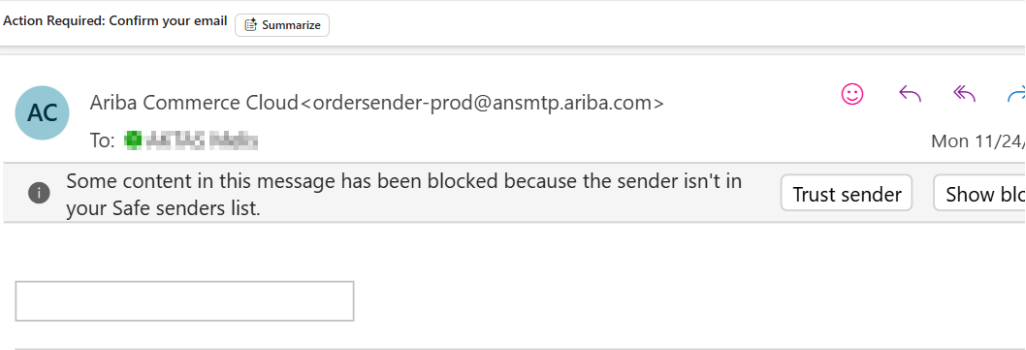 Action Required: Confirm your email Summarize
AC
Ariba Commerce Cloud<ordersender-prod@ansmtp.ariba.com>
To:
Mon 11/24/
Some content in this message has been blocked because the sender isn't in
your Safe senders list.
Trust sender
Show blo